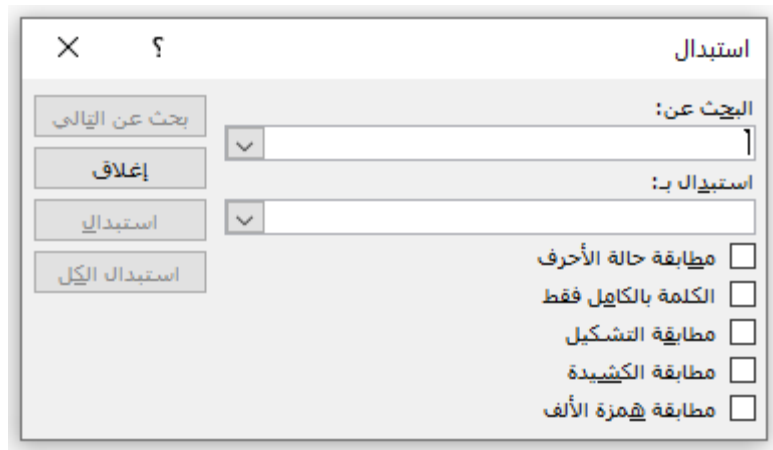 استبدال
؟
البحث عن:
بحث عن التالي
إغلاق
استبدال بـ:
استبدال
استبدال الكل
مطابقة حالة الأحرف
الكلمة بالكامل فقط
مطابقة التشكيل
مطابقة الكشيدة
مطابقة همزة الألف